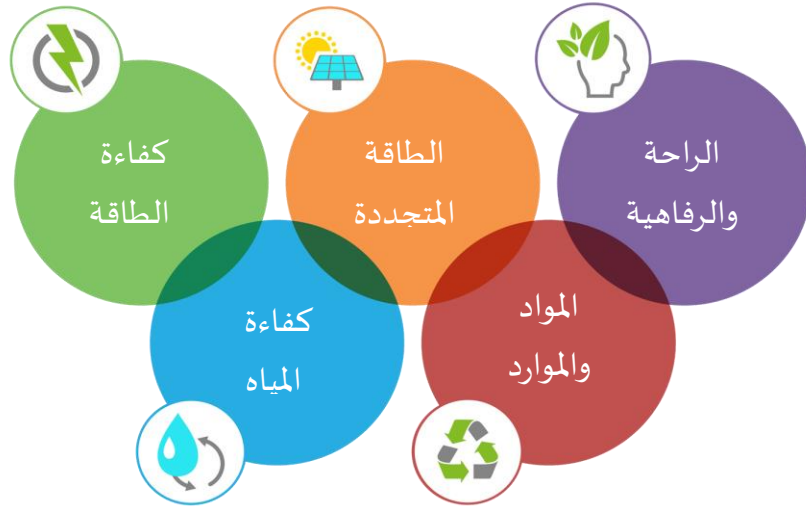 الراحة
والرفاهية
الطاقة
المتجددة
كفاءة
الطاقة
المواد
والموارد
كفاءة
المياه